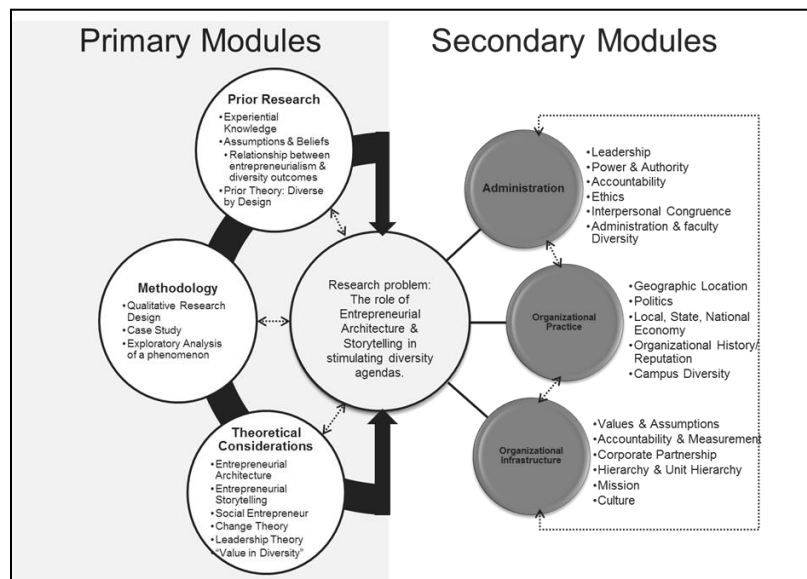 Primary Modules
Secondary Modules
Prior Research
•Experiential
Knowledge
•Assumptions & Beliefs
•Relationship between
entrepreneurialism &
diversity outcomes
•Prior Theory: Diverse
by Design
Methodology
•Qualitative Research
Design
•Case Study
•Exploratory Analysis
of a phenomenon
Theoretical
Considerations
•Entrepreneurial
Architecture
•Entrepreneurial
Storytelling
•Social Entrepreneur
•Change Theory
•Leadership Theory
•"Value in Diversity"
Research problem:
The role of
Entrepreneurial
Architecture &
Storytelling in
stimulating diversity
agendas.
Administration
•Leadership
•Power & Authority
•Accountability
•Ethics
•Interpersonal Congruence
•Administration & faculty
Diversity
Organizational
Practice
•Geographic Location
•Politics
•Local, State, National
Economy
•Organizational History/
Reputation
•Campus Diversity
Organizational
Infrastructure
•Values & Assumptions
•Accountability & Measurement
•Corporate Partnership
•Hierarchy & Unit Hierarchy
•Mission
•Culture